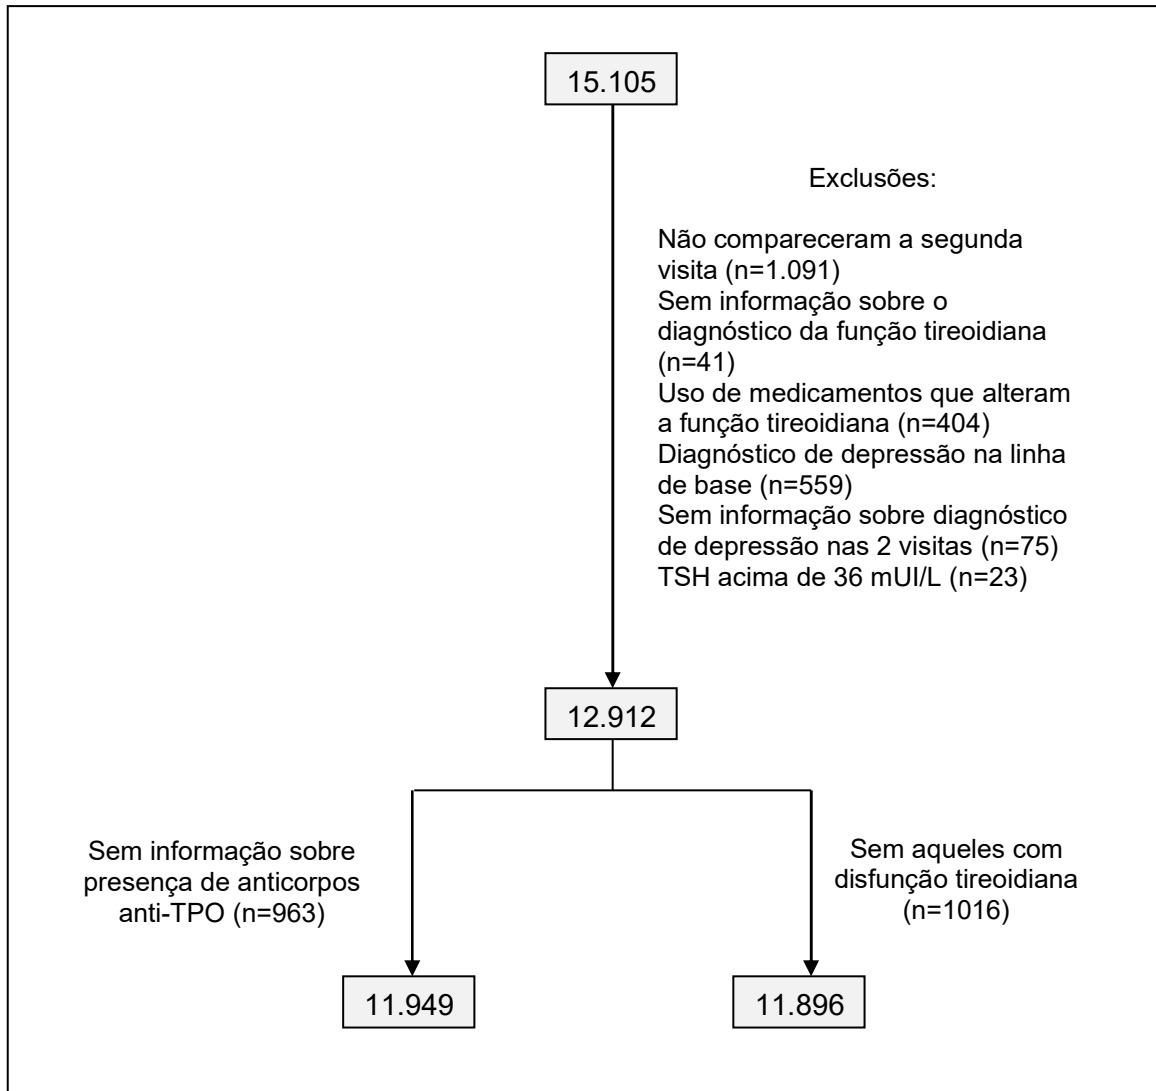 15.105
Exclusões:
Não compareceram a segunda
visita (n=1.091)
Sem informação sobre o
diagnóstico da função tireoidiana
(n=41)
Uso de medicamentos que alteram
a função tireoidiana (n=404)
Diagnóstico de depressão na linha
de base (n=559)
Sem informação sobre diagnóstico
de depressão nas 2 visitas (n=75)
TSH acima de 36 mUI/L (n=23)
12.912
Sem informação sobre
presença de anticorpos
anti-TPO (n=963)
Sem aqueles com
disfunção tireoidiana
(n=1016)
11.949
11.896